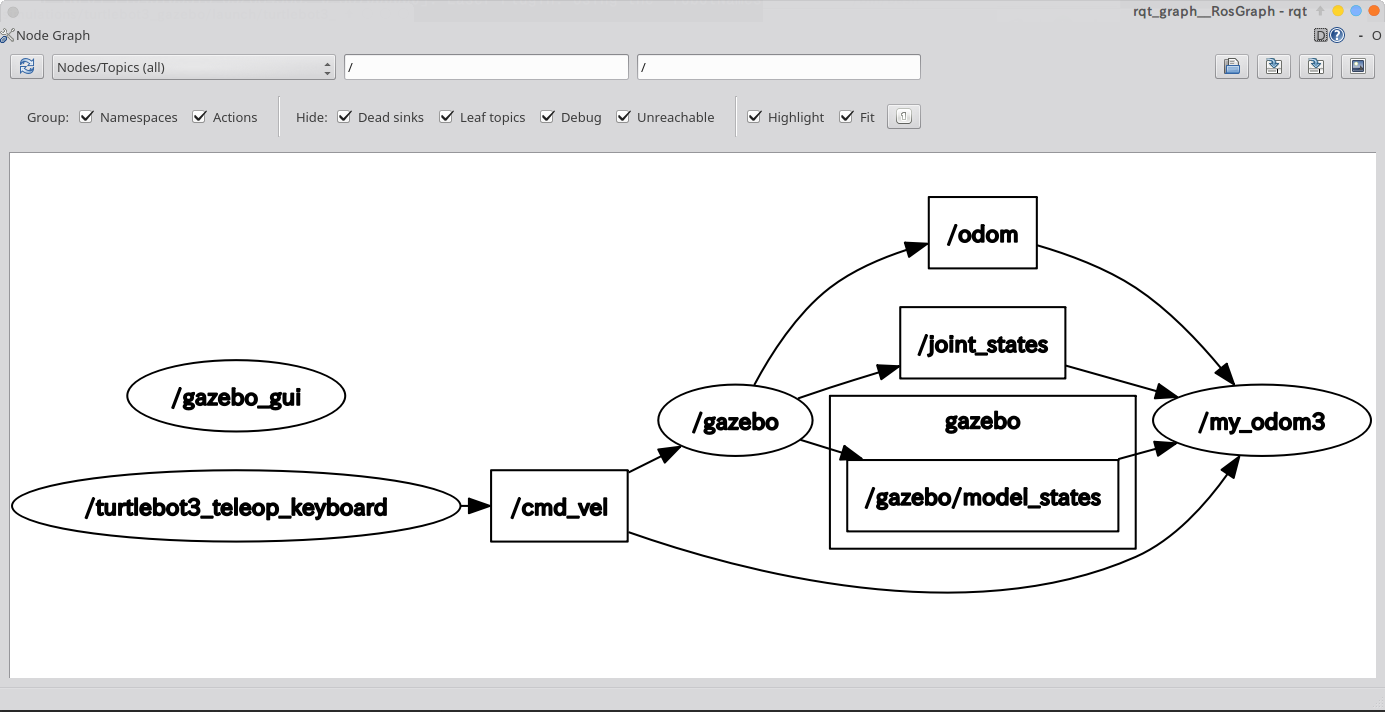 rqt_graph__RosGraph - rqt
Node Graph
D ? - O
Nodes/Topics (all) / /
Group: Namespaces Actions Hide: Dead sinks Leaf topics Debug Unreachable Highlight Fit
/odom
/joint_states
/gazebo_gui
/gazebo
gazebo
/my_odom3
/gazebo/model_states
/turtlebot3_teleop_keyboard
/cmd_vel